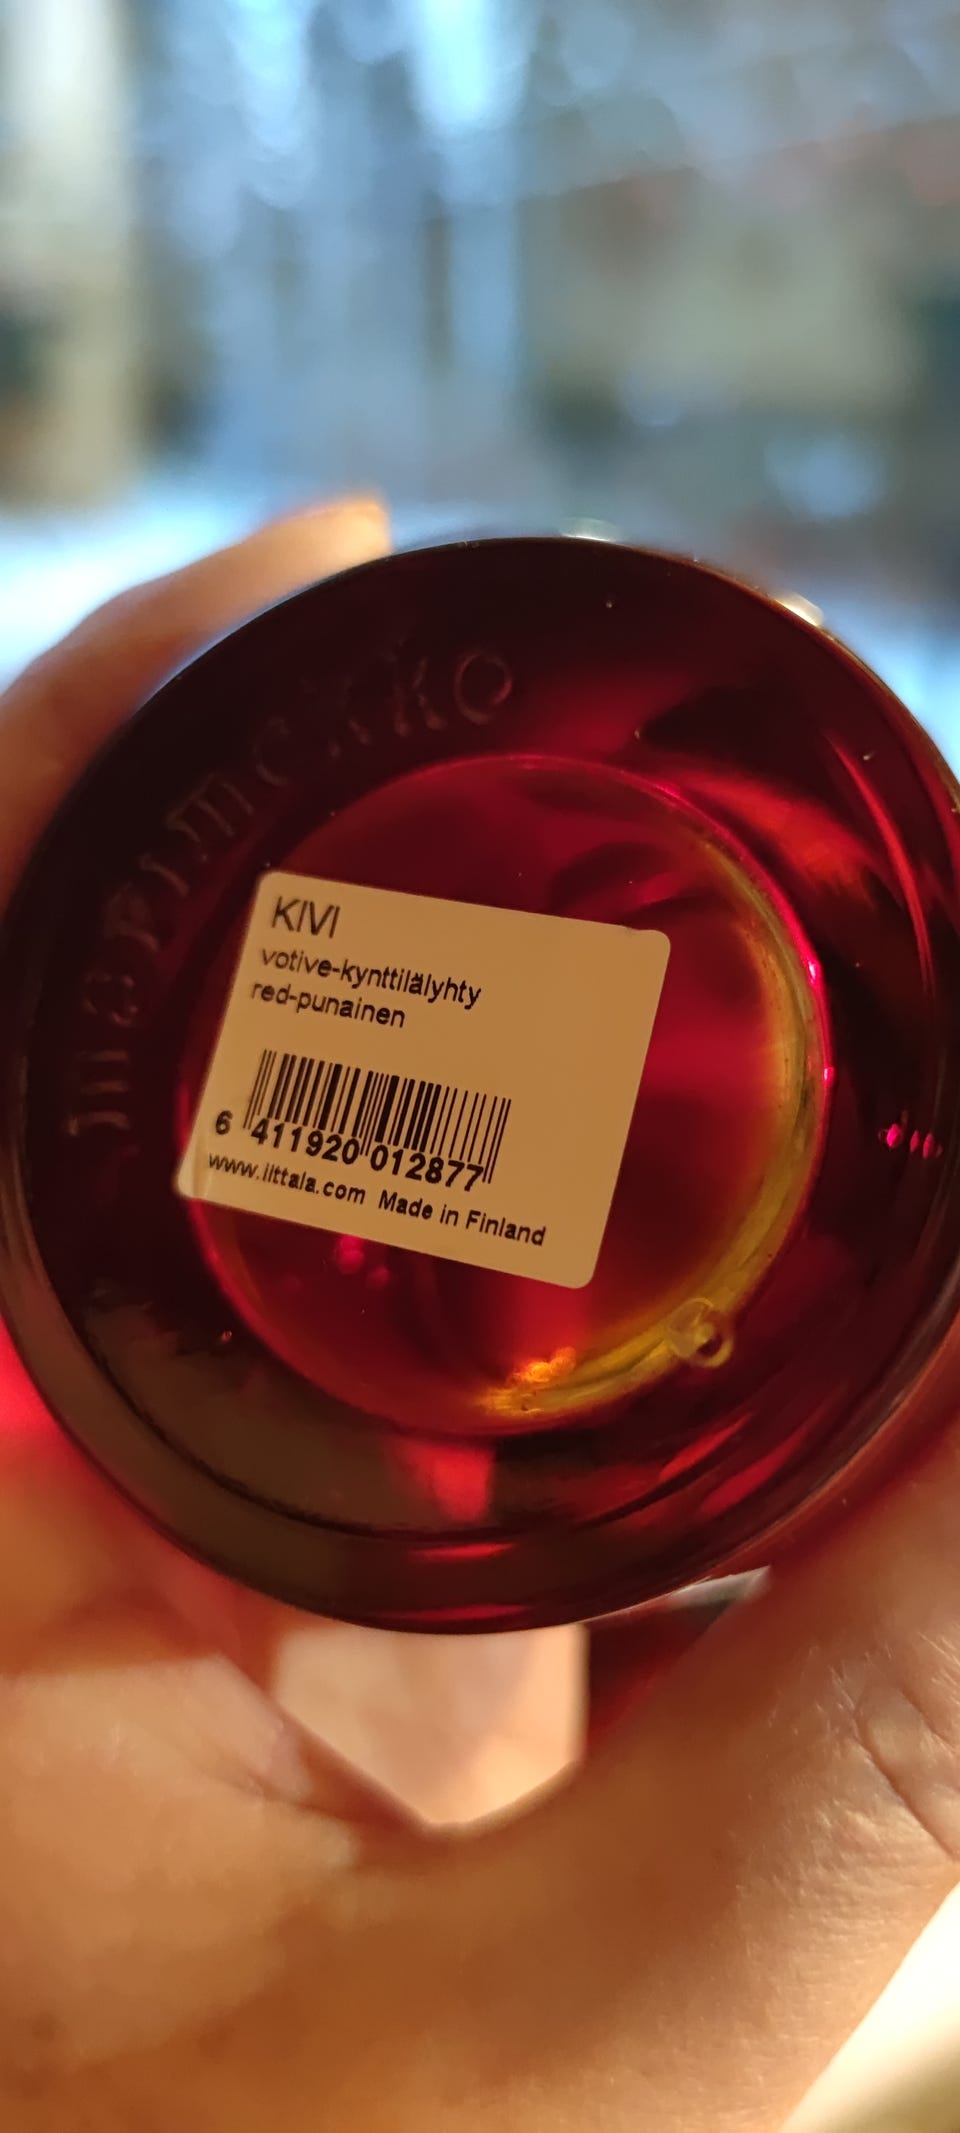 marimekko
KIVI
votive-kynttilälyhty
red-punainen
6 411920 012877
www.iittala.com Made in Finland